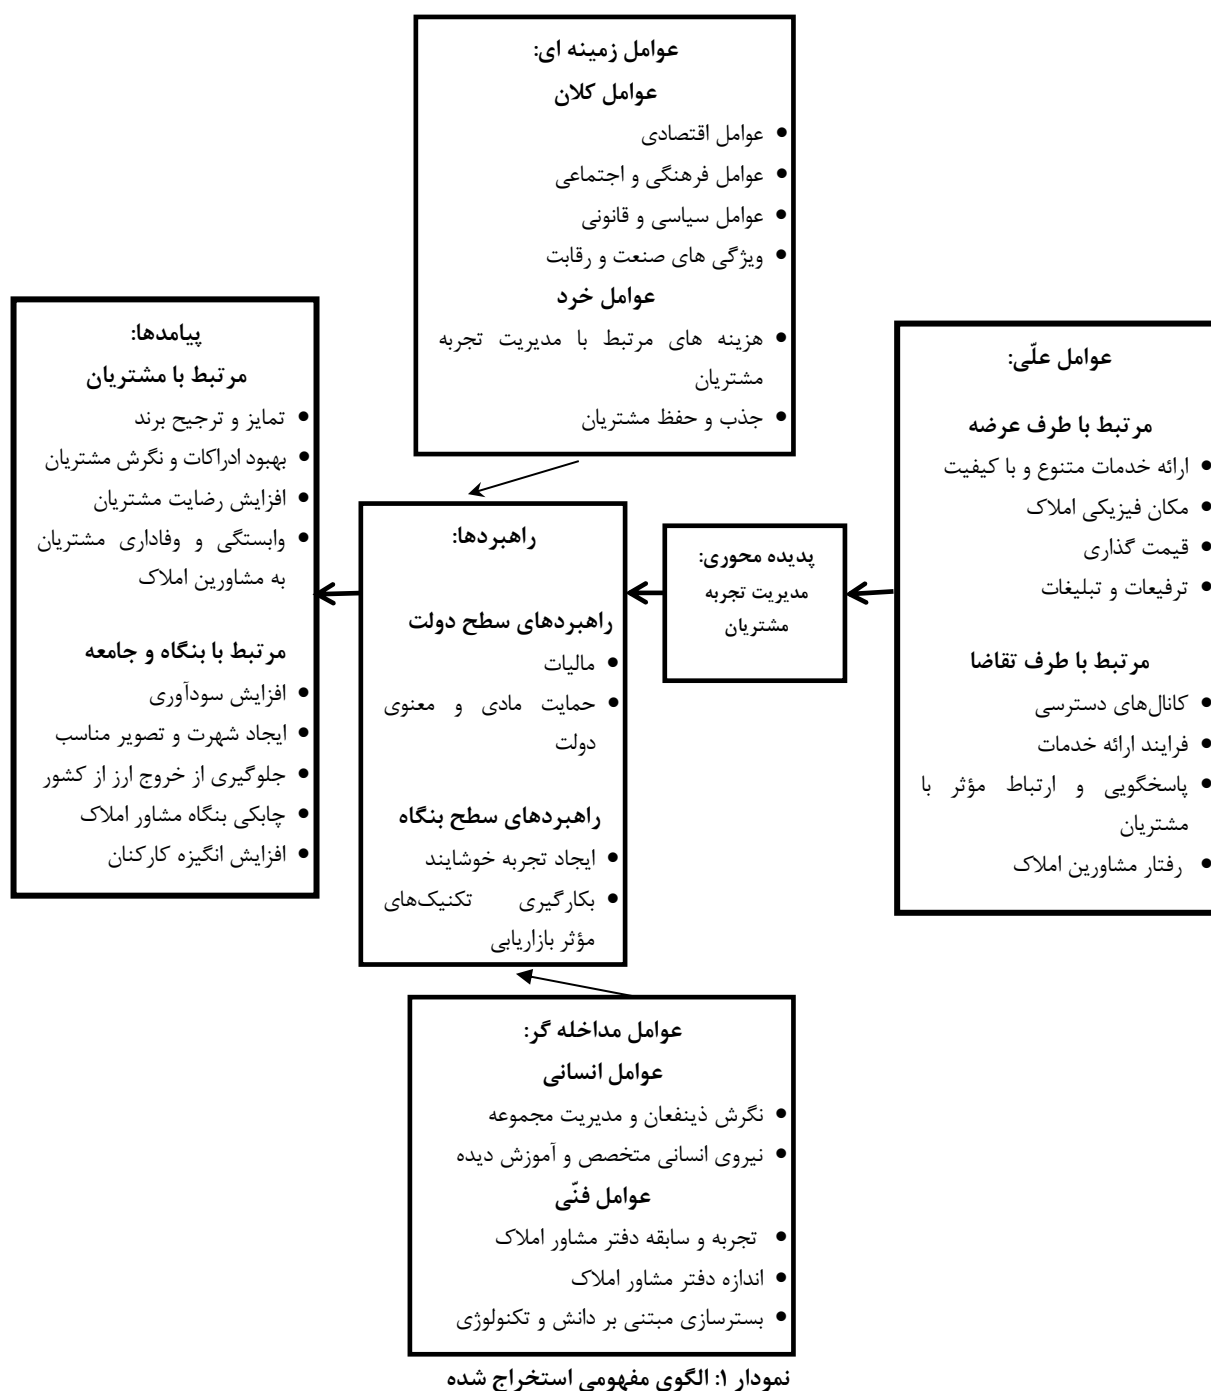 عوامل زمینه ای:
عوامل کلان
• عوامل اقتصادی
• عوامل فرهنگی و اجتماعی
• عوامل سیاسی و قانونی
• ویژگی های صنعت و رقابت
عوامل خرد
• هزینه های مرتبط با مدیریت تجربه
مشتریان
• جذب و حفظ مشتریان
عوامل علّی:
مرتبط با طرف عرضه
• ارائه خدمات متنوع و با کیفیت
• مکان فیزیکی املاک
• قیمت گذاری
• ترفیعات و تبلیغات
مرتبط با طرف تقاضا
• کانال‌های دسترسی
• فرایند ارائه خدمات
• پاسخگویی و ارتباط مؤثر با
مشتریان
• رفتار مشاورین املاک
پدیده محوری:
مدیریت تجربه
مشتریان
راهبردها:
راهبردهای سطح دولت
• مالیات
• حمایت مادی و معنوی
دولت
راهبردهای سطح بنگاه
• ایجاد تجربه خوشایند
• بکارگیری تکنیک‌های
مؤثر بازاریابی
پیامدها:
مرتبط با مشتریان
• تمایز و ترجیح برند
• بهبود ادراکات و نگرش مشتریان
• افزایش رضایت مشتریان
• وابستگی و وفاداری مشتریان
به مشاورین املاک
مرتبط با بنگاه و جامعه
• افزایش سودآوری
• ایجاد شهرت و تصویر مناسب
• جلوگیری از خروج ارز از کشور
• چابکی بنگاه مشاور املاک
• افزایش انگیزه کارکنان
عوامل مداخله گر:
عوامل انسانی
• نگرش ذینفعان و مدیریت مجموعه
• نیروی انسانی متخصص و آموزش دیده
عوامل فنّی
• تجربه و سابقه دفتر مشاور املاک
• اندازه دفتر مشاور املاک
• بسترسازی مبتنی بر دانش و تکنولوژی
نمودار ۱: الگوی مفهومی استخراج شده